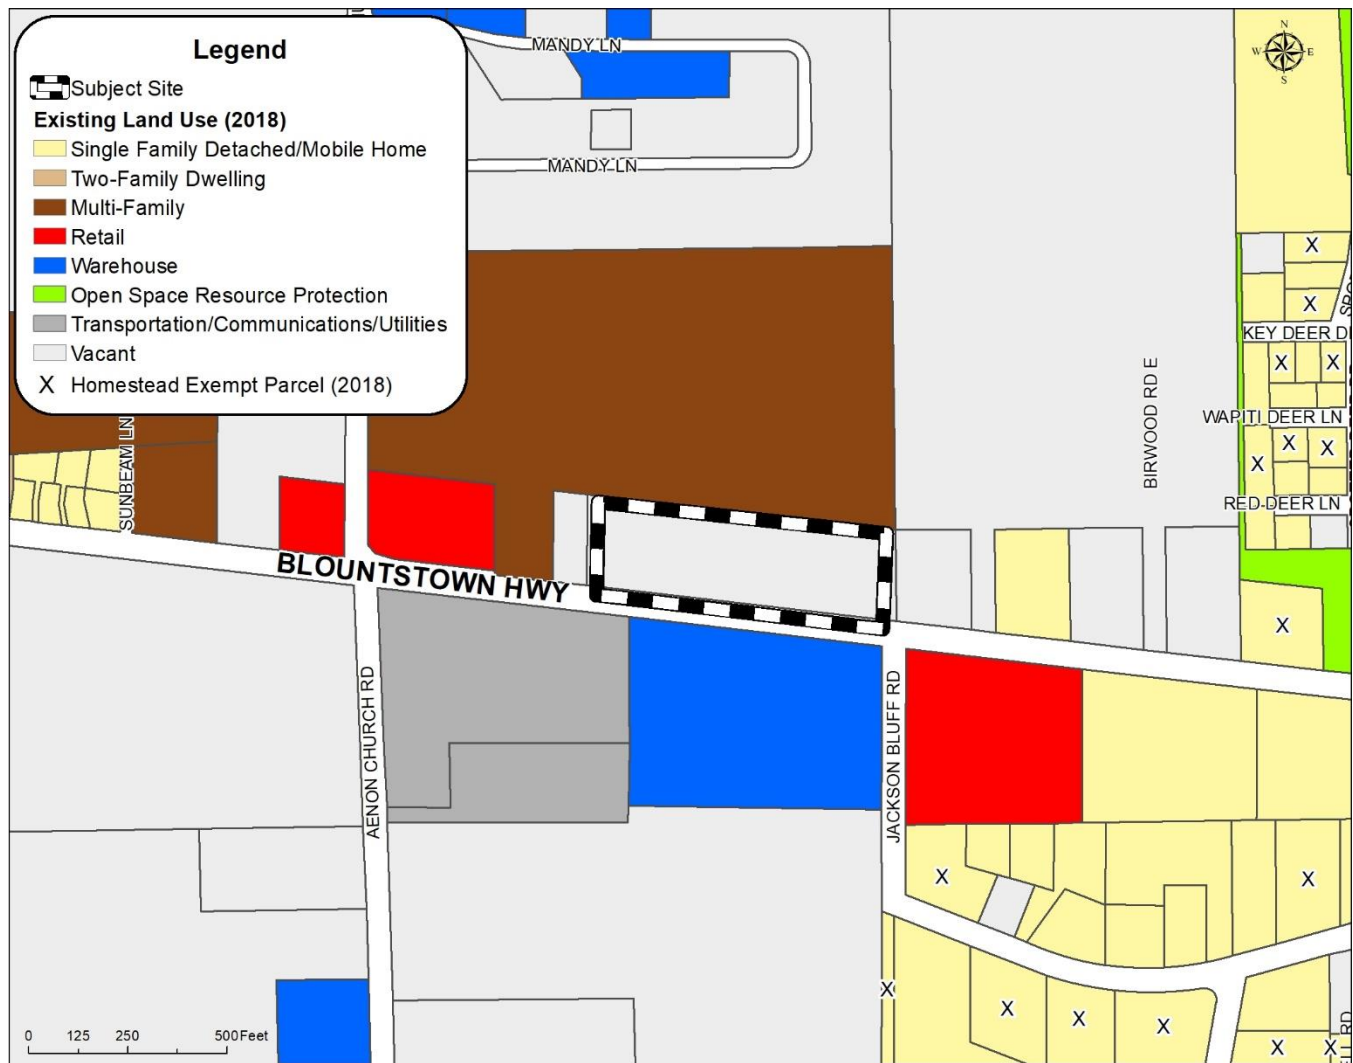 Legend
Subject Site
Existing Land Use (2018)
Single Family Detached/Mobile Home
Two-Family Dwelling
Multi-Family
Retail
Warehouse
Open Space Resource Protection
Transportation/Communications/Utilities
Vacant
X Homestead Exempt Parcel (2018)
MANDY LN
MANDY LN
N
W E
S
X
X
KEY DEER
X X
WAPITI DEER LN
X X
X
RED DEER LN
BIRWOOD RD E
SUNBEAM LN
BLOUNTSTOWN HWY
X
AENON CHURCH RD
JACKSON BLUFF RD
X
X
X
X
X
X
X X
RD
0 125 250 500 Feet